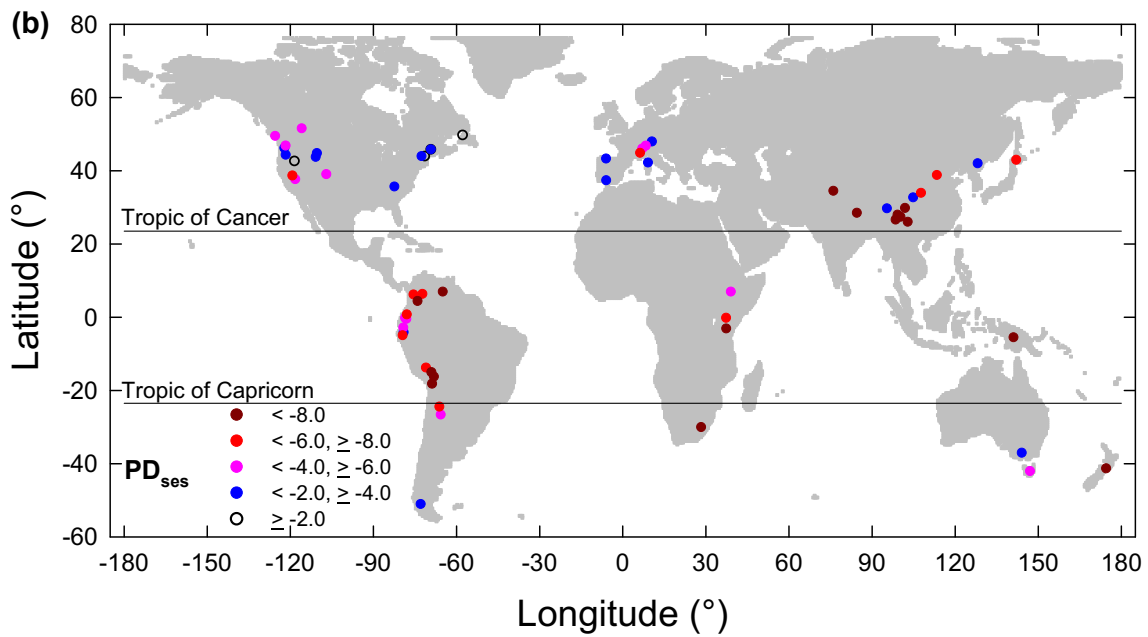 (b)
80
60
40
20
0
-20
-40
-60
Latitude (°)
Tropic of Cancer
Tropic of Capricorn
PDses
< -8.0
< -6.0, ≥ -8.0
< -4.0, ≥ -6.0
< -2.0, ≥ -4.0
≥ -2.0
-180 -150 -120 -90 -60 -30 0 30 60 90 120 150 180
Longitude (°)